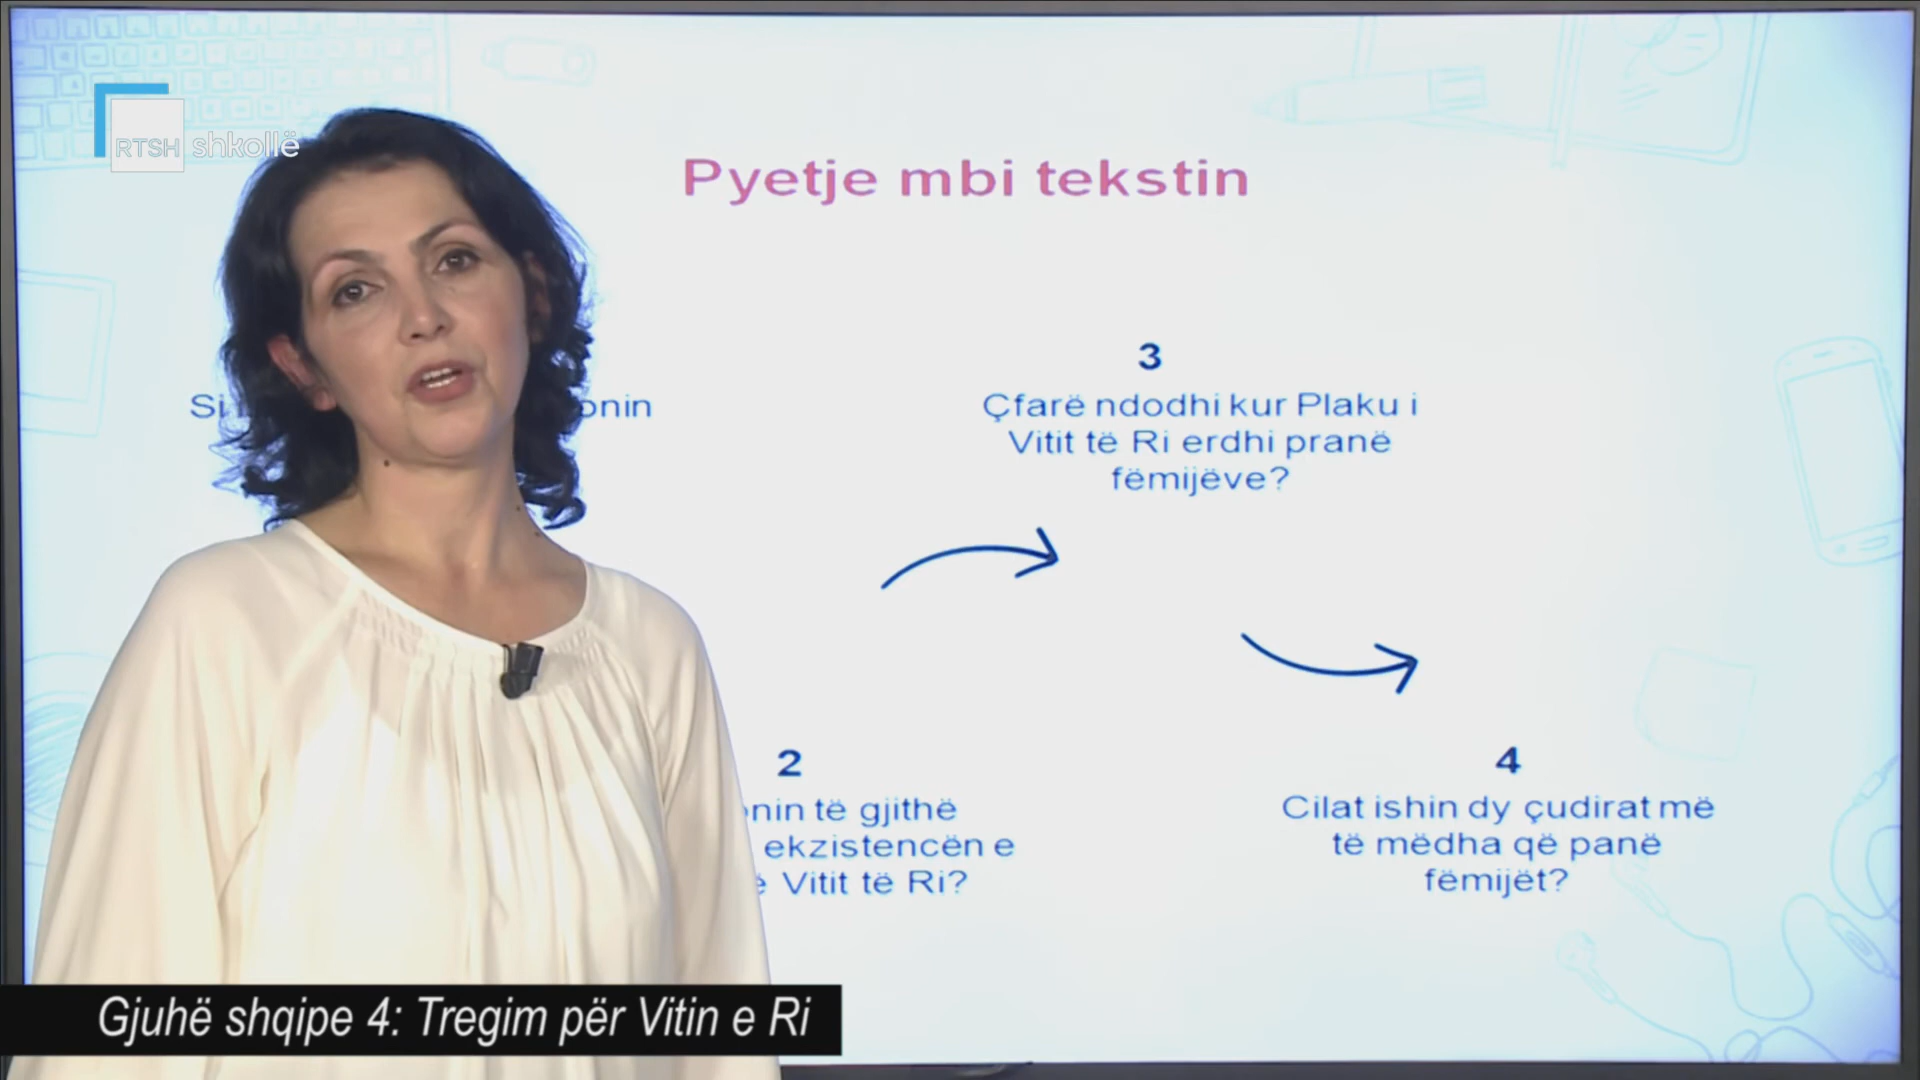 RTSH shkollë
Pyetje mbi tekstin
Si
3
Çfarë ndodhi kur Plaku i
Vitit të Ri erdhi pranë
fëmijëve?
2
të gjithë
ekzistencën e
Vitit të Ri?
4
Cilat ishin dy çudirat më
të mëdha që panë
fëmijët?
Gjuhë shqipe 4: Tregim për Vitin e Ri